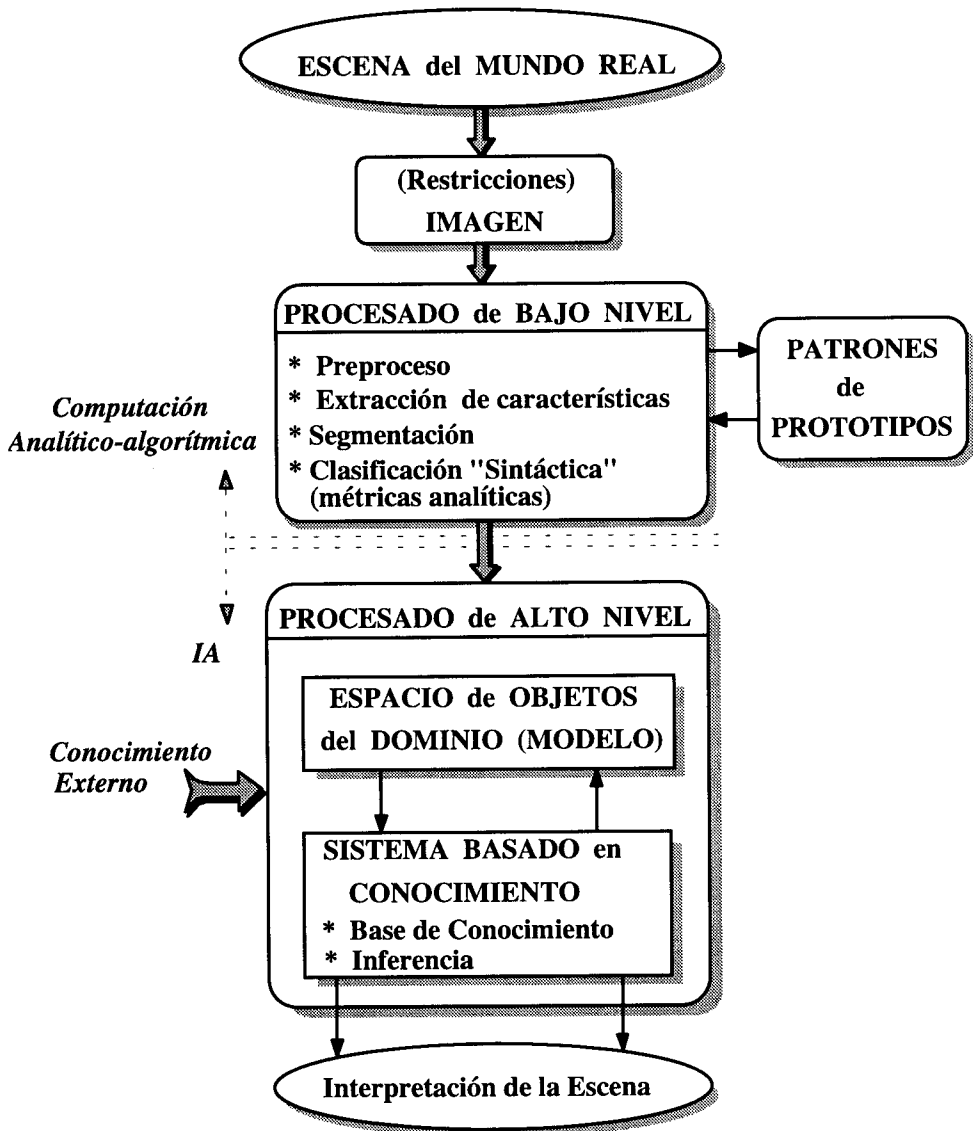 ESCENA del MUNDO REAL
(Restricciones)
IMAGEN
PROCESADO de BAJO NIVEL
* Preproceso
* Extracción de características
* Segmentación
* Clasificación "Sintáctica"
(métricas analíticas)
PATRONES
de
PROTOTIPOS
Computación
Analítico-algorítmica
IA
PROCESADO de ALTO NIVEL
ESPACIO de OBJETOS
del DOMINIO (MODELO)
Conocimiento
Externo
SISTEMA BASADO en
CONOCIMIENTO
* Base de Conocimiento
* Inferencia
Interpretación de la Escena